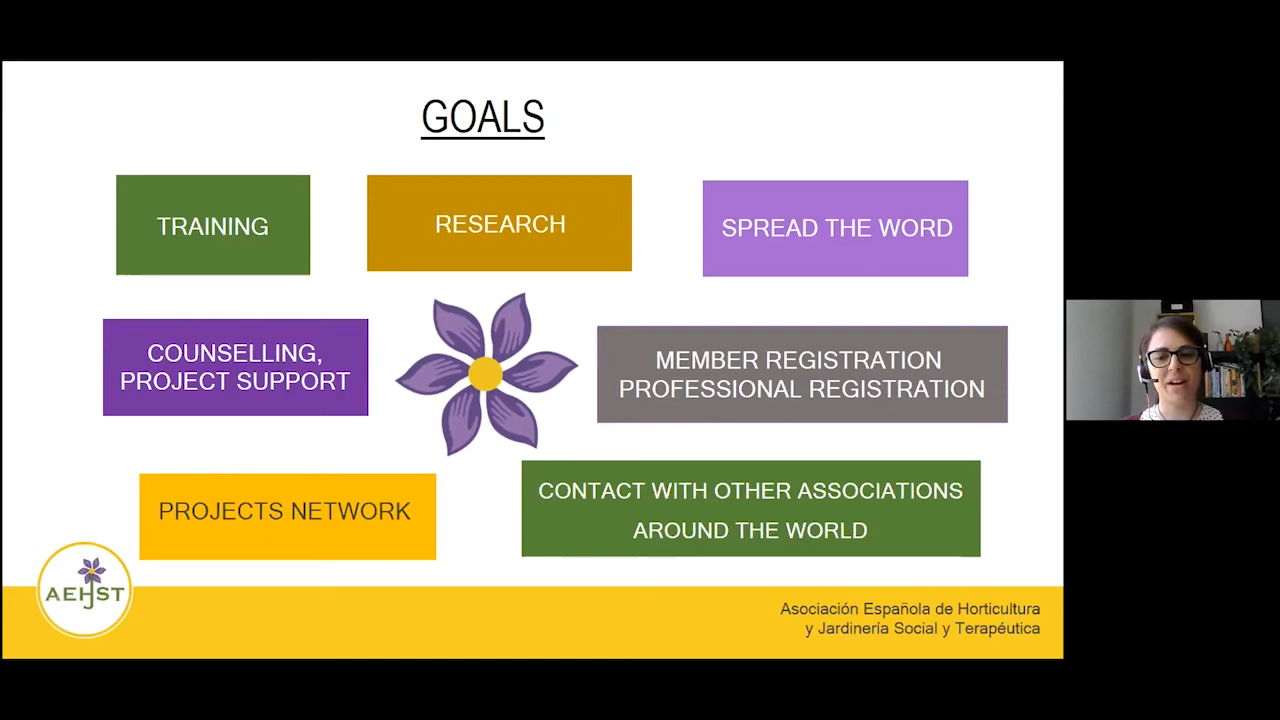 GOALS
TRAINING
RESEARCH
SPREAD THE WORD
COUNSELLING,
PROJECT SUPPORT
MEMBER REGISTRATION
PROFESSIONAL REGISTRATION
PROJECTS NETWORK
CONTACT WITH OTHER ASSOCIATIONS
AROUND THE WORLD
AEHJST
Asociación Española de Horticultura
y Jardinería Social y Terapéutica